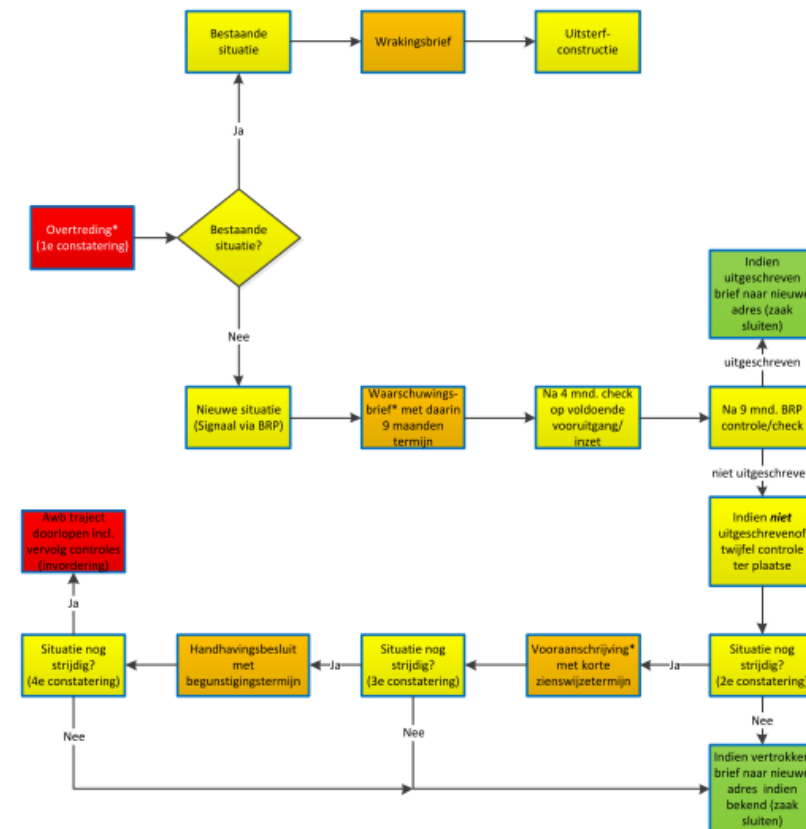 Bestaande
situatie
Wrakingsbrief
Uitsterf-
constructie
Ja
Overtreding*
(1e constatering)
Bestaande
situatie?
Nee
Indien
uitgeschreven
brief naar nieuwe
adres (zaak
sluiten)
uitgeschreven
Nieuwe situatie
(Signaal via BRP)
Waarschuwings-
brief* met daarin
9 maanden
termijn
Na 4 mnd. check
op voldoende
vooruitgang/
inzet
Na 9 mnd. BRP
controle/check
niet uitgeschreve
Indien niet
uitgeschrevenof
twijfel controle
ter plaatse
Awb traject
doorlopen incl.
vervolg controles
(invordering)
Ja
Situatie nog
strijdig?
(4e constatering)
Handhavingsbesluit
met
begunstigingstermijn
Ja
Situatie nog
strijdig?
(3e constatering)
Vooraanschrijving*
met korte
zienswijzetermijn
Ja
Situatie nog
strijdig?
(2e constatering)
Nee
Nee
Nee
Indien vertrokken
brief naar nieuwe
adres indien
bekend (zaak
sluiten)